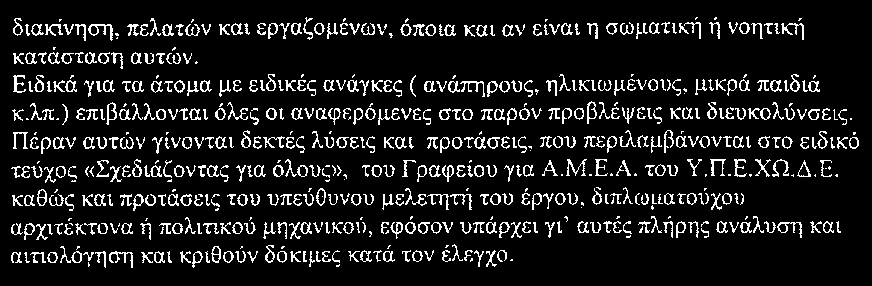 διακίνηση, πελατών και εργαζομένων, όποια και αν είναι η σωματική ή νοητική
κατάσταση αυτών.
Ειδικά για τα άτομα με ειδικές ανάγκες ( ανάπηρους, ηλικιωμένους, μικρά παιδιά
κ.λπ.) επιβάλλονται όλες οι αναφερόμενες στο παρόν προβλέψεις και διευκολύνσεις.
Πέραν αυτών γίνονται δεκτές λύσεις και προτάσεις, που περιλαμβάνονται στο ειδικό
τεύχος «Σχεδιάζοντας για όλους», του Γραφείου για Α.Μ.Ε.Α. του Υ.Π.Ε.ΧΩ.Δ.Ε.
καθώς και προτάσεις του υπεύθυνου μελετητή του έργου, διπλωματούχου
αρχιτέκτονα ή πολιτικού μηχανικού, εφόσον υπάρχει γι' αυτές πλήρης ανάλυση και
αιτιολόγηση και κριθούν δόκιμες κατά τον έλεγχο.